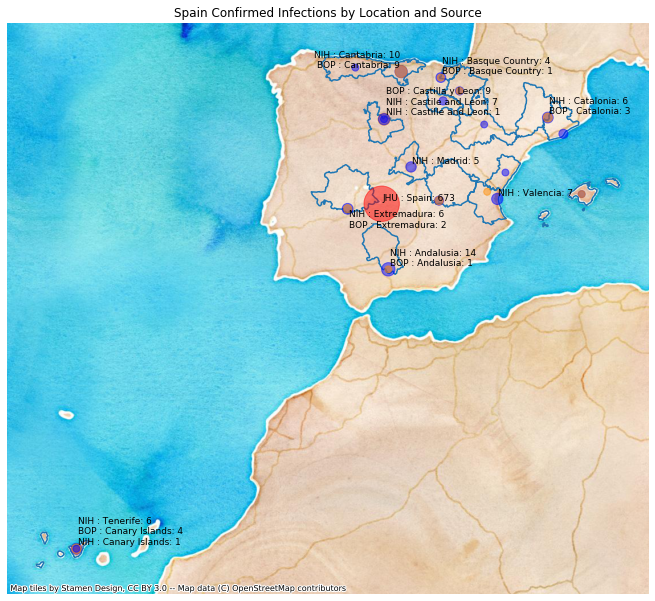 Spain Confirmed Infections by Location and Source
NIH : Cantabria: 10
BOP : Cantabria: 9
NIH : Basque Country: 4
BOP : Basque Country: 1
BOP : Castilla y Leon: 9
NIH : Castile and Leon: 7
NIH : Castille and Leon: 1
NIH : Catalonia: 6
BOP : Catalonia: 3
NIH : Madrid: 5
JHU : Spain: 673
NIH : Valencia: 7
NIH : Extremadura: 6
BOP : Extremadura: 2
NIH : Andalusia: 14
BOP : Andalusia: 1
NIH : Tenerife: 6
BOP : Canary Islands: 4
NIH : Canary Islands: 1
Map tiles by Stamen Design, CC BY 3.0 -- Map data (C) OpenStreetMap contributors